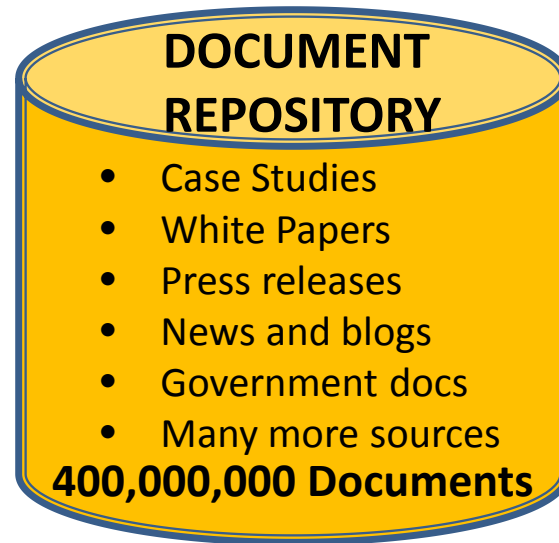 DOCUMENT
REPOSITORY
• Case Studies
• White Papers
• Press releases
• News and blogs
• Government docs
• Many more sources
400,000,000 Documents